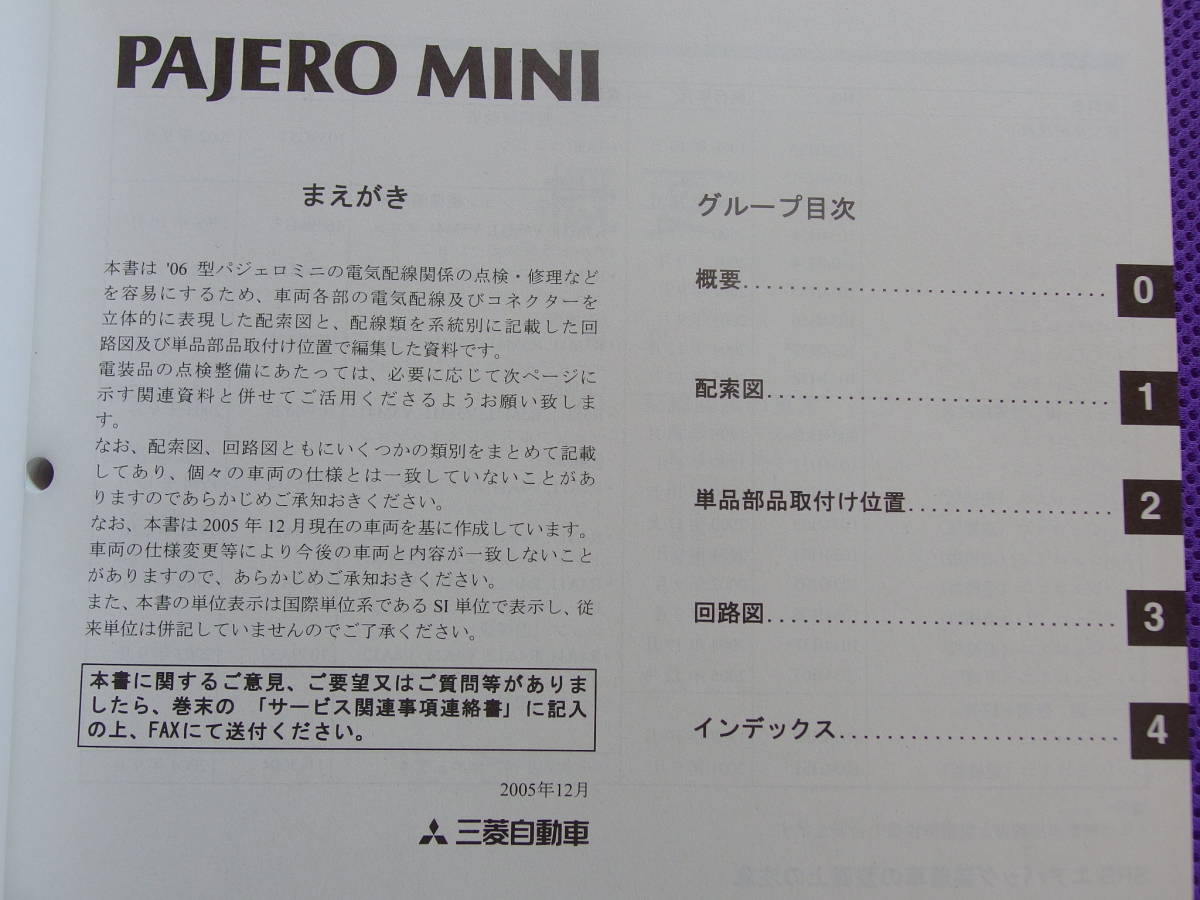 PAJERO MINI
まえがき
本書は '06 型パジェロミニの電気配線関係の点検・修理など
を容易にするため、車両各部の電気配線及びコネクターを
立体的に表現した配索図と、配線類を系統別に記載した回
路図及び単品部品取付け位置で編集した資料です。
電装品の点検整備にあたっては、必要に応じて次ページに
示す関連資料と併せてご活用くださるようお願い致しま
す。
なお、配索図、回路図ともにいくつかの類別をまとめて記載
してあり、個々の車両の仕様とは一致していないことがあ
りますのであらかじめご承知おきください。
なお、本書は 2005 年 12 月現在の車両を基に作成しています。
車両の仕様変更等により今後の車両と内容が一致しないこと
がありますので、あらかじめご承知おきください。
また、本書の単位表示は国際単位系である SI 単位で表示し、従
来単位は併記していませんのでご了承ください。
本書に関するご意見、ご要望又はご質問等がありま
したら、巻末の 「サービス関連事項連絡書」に記入
の上、FAXにて送付ください。
2005年12月
三菱自動車
グループ目次
概要................................ 0
配索図.............................. 1
単品部品取付け位置.................. 2
回路図.............................. 3
インデックス........................ 4